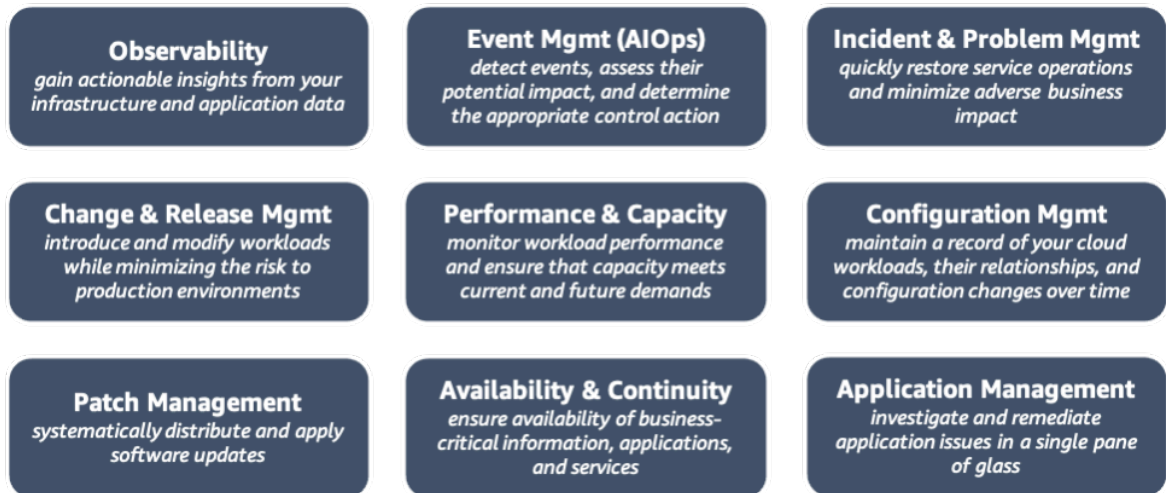 Observability
gain actionable insights from your
infrastructure and application data
Event Mgmt (AIOps)
detect events, assess their
potential impact, and determine
the appropriate control action
Incident & Problem Mgmt
quickly restore service operations
and minimize adverse business
impact
Change & Release Mgmt
introduce and modify workloads
while minimizing the risk to
production environments
Performance & Capacity
monitor workload performance
and ensure that capacity meets
current and future demands
Configuration Mgmt
maintain a record of your cloud
workloads, their relationships, and
configuration changes over time
Patch Management
systematically distribute and apply
software updates
Availability & Continuity
ensure availability of business-
critical information, applications,
and services
Application Management
investigate and remediate
application issues in a single pane
of glass